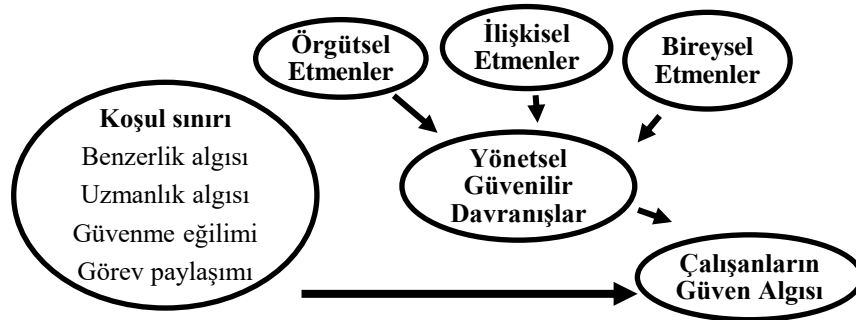 Örgütsel
Etmenler
İlişkisel
Etmenler
Bireysel
Etmenler
Koşul sınırı
Benzerlik algısı
Uzmanlık algısı
Güvenme eğilimi
Görev paylaşımı
Yönetsel
Güvenilir
Davranışlar
Çalışanların
Güven Algısı